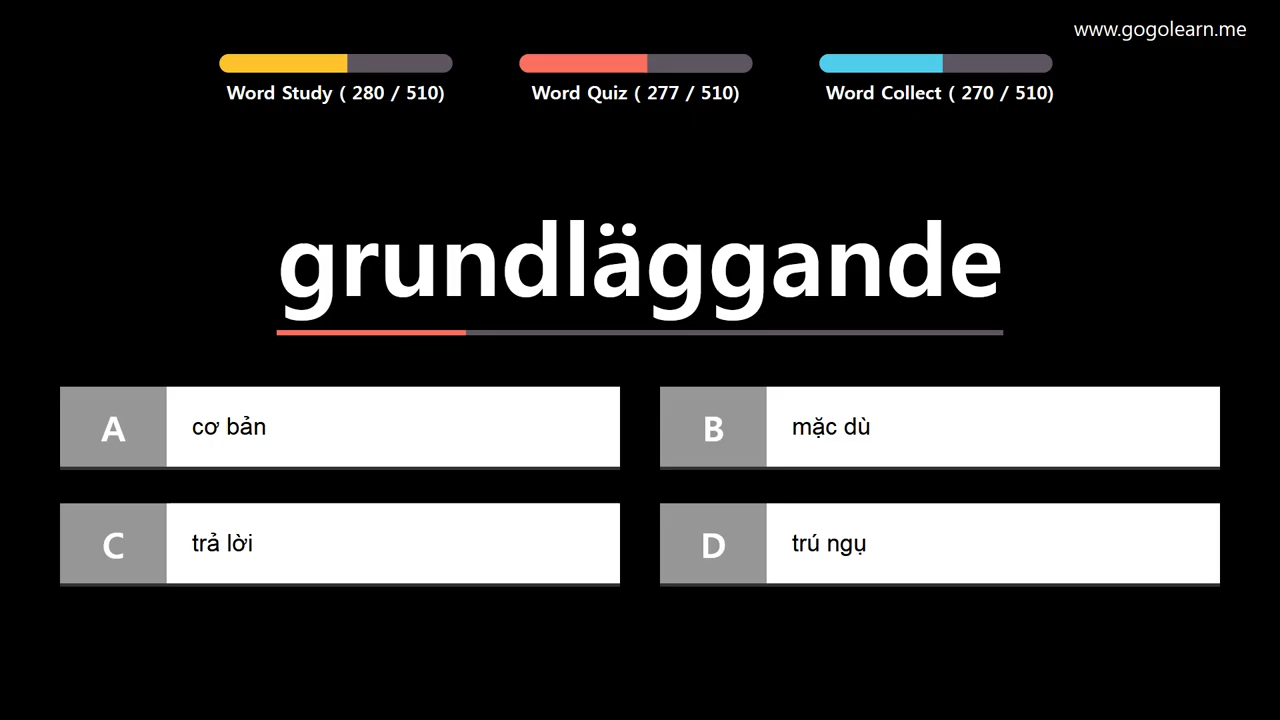 www.gogolearn.me
Word Study ( 280 / 510)
Word Quiz ( 277 / 510)
Word Collect ( 270 / 510)
grundläggande
A
cơ bản
B
mặc dù
C
trả lời
D
trú ngụ